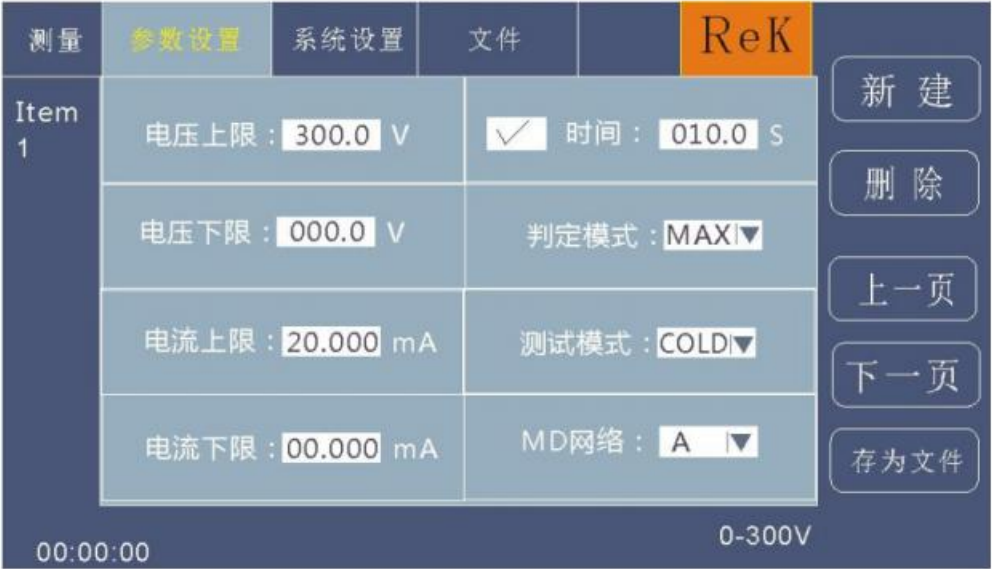 测量 参数设置 系统设置 文件 ReK
Item
1
电压上限：300.0 V
时间： 010.0 S
电压下限：000.0 V
判定模式：MAX
电流上限：20.000 mA
测试模式：COLD
电流下限：00.000 mA
MD网络： A
新 建
删 除
上一页
下一页
存为文件
00:00:00
0-300V